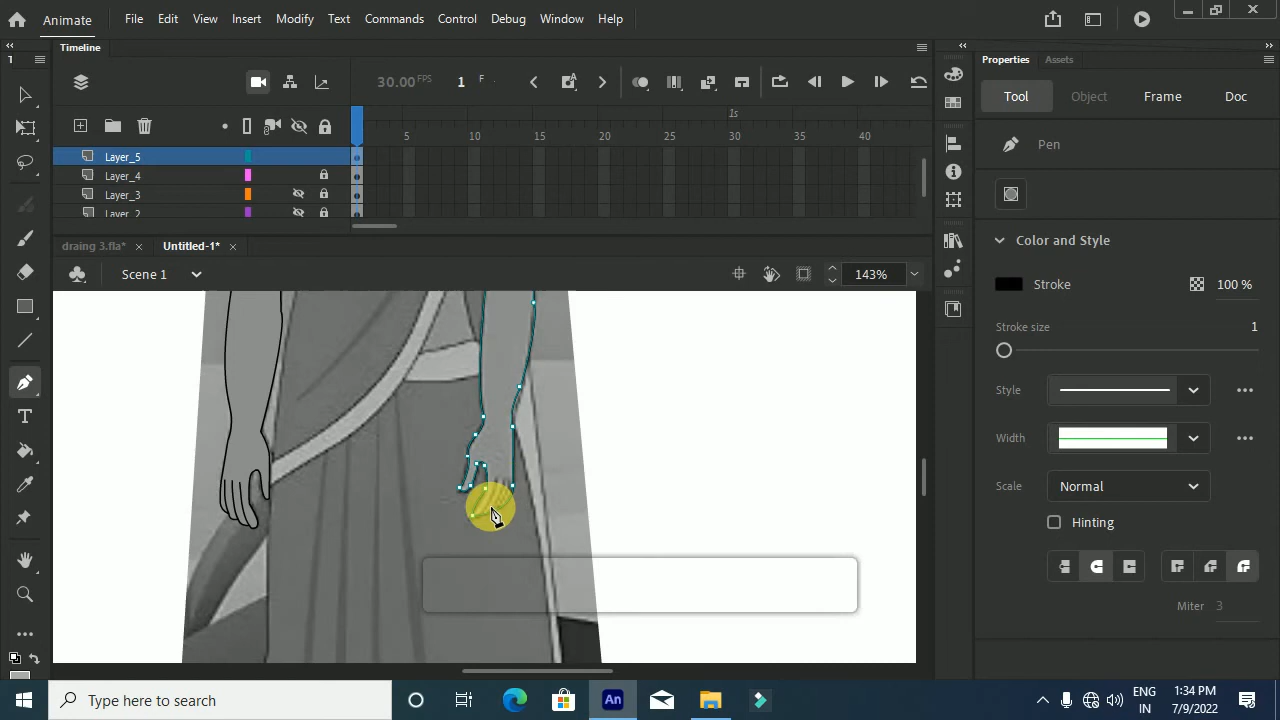 Animate File Edit View Insert Modify Text Commands Control Debug Window Help
Timeline
30.00 FPS 1 F
1s
5 10 15 20 25 30 35 40
Layer_5
Layer_4
Layer_3
Layer_2
draing 3.fla* Untitled-1*
Scene 1 143%
Properties Assets
Tool Object Frame Doc
Pen
Color and Style
Stroke 100 %
Stroke size 1
Style
Width
Scale Normal
Hinting
Miter 3
Type here to search
An
ENG
IN
1:34 PM
7/9/2022